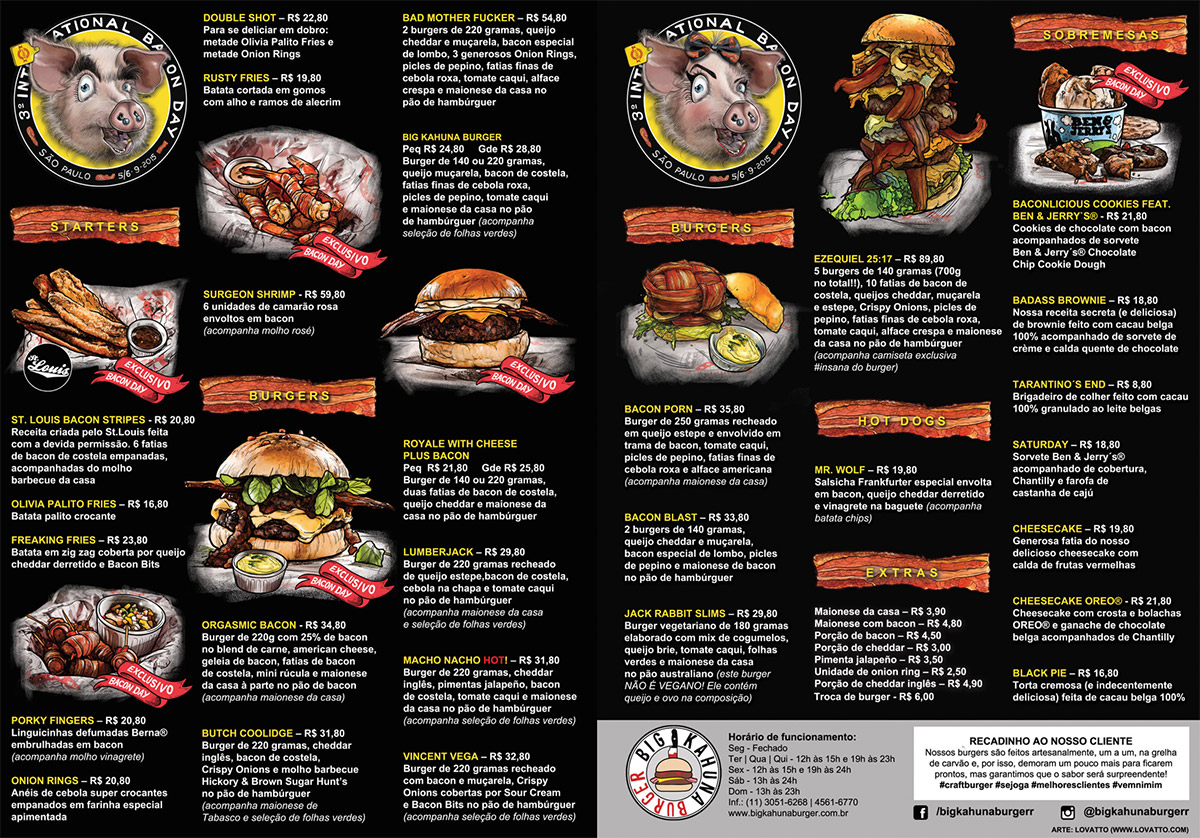 3º INTERNATIONAL BACON DAY
SÃO PAULO 5/6-9-2015
STARTERS
St. Louis
EXCLUSIVO
BACON DAY
ST. LOUIS BACON STRIPES - R$ 20,80
Receita criada pelo St.Louis feita
com a devida permissão. 6 fatias
de bacon de costela empanadas,
acompanhadas do molho
barbecue da casa
OLIVIA PALITO FRIES – R$ 16,80
Batata palito crocante
FREAKING FRIES – R$ 23,80
Batata em zig zag coberta por queijo
cheddar derretido e Bacon Bits
EXCLUSIVO
BACON DAY
PORKY FINGERS – R$ 20,80
Linguicinhas defumadas Berna®
embrulhadas em bacon
(acompanha molho vinagrete)
ONION RINGS – R$ 20,80
Anéis de cebola super crocantes
empanados em farinha especial
apimentada
DOUBLE SHOT – R$ 22,80
Para se deliciar em dobro:
metade Olivia Palito Fries e
metade Onion Rings
RUSTY FRIES – R$ 19,80
Batata cortada em gomos
com alho e ramos de alecrim
EXCLUSIVO
BACON DAY
SURGEON SHRIMP - R$ 59,80
6 unidades de camarão rosa
envoltos em bacon
(acompanha molho rosé)
BURGERS
EXCLUSIVO
BACON DAY
ORGASMIC BACON – R$ 34,80
Burger de 220g com 25% de bacon
no blend de carne, american cheese,
geleia de bacon, fatias de bacon
de costela, mini rúcula e maionese
da casa à parte no pão de bacon
(acompanha maionese da casa)
BUTCH COOLIDGE – R$ 31,80
Burger de 220 gramas, cheddar
inglês, bacon de costela,
Crispy Onions e molho barbecue
Hickory & Brown Sugar Hunt's
no pão de hambúrguer
(acompanha maionese de
Tabasco e seleção de folhas verdes)
BAD MOTHER FUCKER – R$ 54,80
2 burgers de 220 gramas, queijo
cheddar e muçarela, bacon especial
de lombo, 3 generosos Onion Rings,
picles de pepino, fatias finas de
cebola roxa, tomate caqui, alface
crespa e maionese da casa no
pão de hambúrguer
BIG KAHUNA BURGER
Peq R$ 24,80 Gde R$ 28,80
Burger de 140 ou 220 gramas,
queijo muçarela, bacon de costela,
fatias finas de cebola roxa,
picles de pepino, tomate caqui
e maionese da casa no pão
de hambúrguer (acompanha
seleção de folhas verdes)
EXCLUSIVO
BACON DAY
ROYALE WITH CHEESE
PLUS BACON
Peq R$ 21,80 Gde R$ 25,80
Burger de 140 ou 220 gramas,
duas fatias de bacon de costela,
queijo cheddar e maionese da
casa no pão de hambúrguer
LUMBERJACK – R$ 29,80
Burger de 220 gramas recheado
de queijo estepe,bacon de costela,
cebola na chapa e tomate caqui
no pão de hambúrguer
(acompanha maionese da casa
e seleção de folhas verdes)
MACHO NACHO HOT! – R$ 31,80
Burger de 220 gramas, cheddar
inglês, pimentas jalapeño, bacon
de costela, tomate caqui e maionese
da casa no pão de hambúrguer
(acompanha seleção de folhas verdes)
VINCENT VEGA – R$ 32,80
Burger de 220 gramas recheado
com bacon e muçarela, Crispy
Onions cobertas por Sour Cream
e Bacon Bits no pão de hambúrguer
(acompanha seleção de folhas verdes)
3º INTERNATIONAL BACON DAY
SÃO PAULO 5/6-9-2015
BURGERS
BACON PORN – R$ 35,80
Burger de 250 gramas recheado
em queijo estepe e envolvido em
trama de bacon, tomate caqui,
picles de pepino, fatias finas de
cebola roxa e alface americana
(acompanha maionese da casa)
BACON BLAST – R$ 33,80
2 burgers de 140 gramas,
queijo cheddar e muçarela,
bacon especial de lombo, picles
de pepino e maionese de bacon
no pão de hambúrguer
JACK RABBIT SLIMS – R$ 29,80
Burger vegetariano de 180 gramas
elaborado com mix de cogumelos,
queijo brie, tomate caqui, folhas
verdes e maionese da casa
no pão australiano (este burger
NÃO É VEGANO! Ele contém
queijo e ovo na composição)
EZEQUIEL 25:17 – R$ 89,80
5 burgers de 140 gramas (700g
no total!!), 10 fatias de bacon de
costela, queijos cheddar, muçarela
e estepe, Crispy Onions, picles de
pepino, fatias finas de cebola roxa,
tomate caqui, alface crespa e maionese
da casa no pão de hambúrguer
(acompanha camiseta exclusiva
#insana do burger)
HOT DOGS
MR. WOLF – R$ 19,80
Salsicha Frankfurter especial envolta
em bacon, queijo cheddar derretido
e vinagrete na baguete (acompanha
batata chips)
EXTRAS
Maionese da casa – R$ 3,90
Maionese com bacon – R$ 4,80
Porção de bacon – R$ 4,50
Porção de cheddar – R$ 3,00
Pimenta jalapeño – R$ 3,50
Unidade de onion ring – R$ 2,50
Porção de cheddar inglês – R$ 4,90
Troca de burger - R$ 6,00
SOBREMESAS
EXCLUSIVO
BACON DAY
BEN & JERRY'S
BACONLICIOUS COOKIES FEAT.
BEN & JERRY'S® - R$ 21,80
Cookies de chocolate com bacon
acompanhados de sorvete
Ben & Jerry´s® Chocolate
Chip Cookie Dough
BADASS BROWNIE – R$ 18,80
Nossa receita secreta (e deliciosa)
de brownie feito com cacau belga
100% acompanhado de sorvete de
crème e calda quente de chocolate
TARANTINO´S END – R$ 8,80
Brigadeiro de colher feito com cacau
100% granulado ao leite belgas
SATURDAY – R$ 18,80
Sorvete Ben & Jerry´s®
acompanhado de cobertura,
Chantilly e farofa de
castanha de cajú
CHEESECAKE – R$ 19,80
Generosa fatia do nosso
delicioso cheesecake com
calda de frutas vermelhas
CHEESECAKE OREO® - R$ 21,80
Cheesecake com crosta e bolachas
OREO® e ganache de chocolate
belga acompanhados de Chantilly
BLACK PIE – R$ 16,80
Torta cremosa (e indecentemente
deliciosa) feita de cacau belga 100%
BIG KAHUNA BURGER
Horário de funcionamento:
Seg - Fechado
Ter | Qua | Qui - 12h às 15h e 19h às 23h
Sex - 12h às 15h e 19h às 24h
Sáb - 13h às 24h
Dom - 13h às 23h
Inf.: (11) 3051-6268 | 4561-6770
www.bigkahunaburger.com.br
RECADINHO AO NOSSO CLIENTE
Nossos burgers são feitos artesanalmente, um a um, na grelha
de carvão e, por isso, demoram um pouco mais para ficarem
prontos, mas garantimos que o sabor será surpreendente!
#craftburger #sejoga #melhoresclientes #vemnimim
/bigkahunaburgerr
@bigkahunaburger
ARTE: LOVATTO (WWW.LOVATTO.COM)